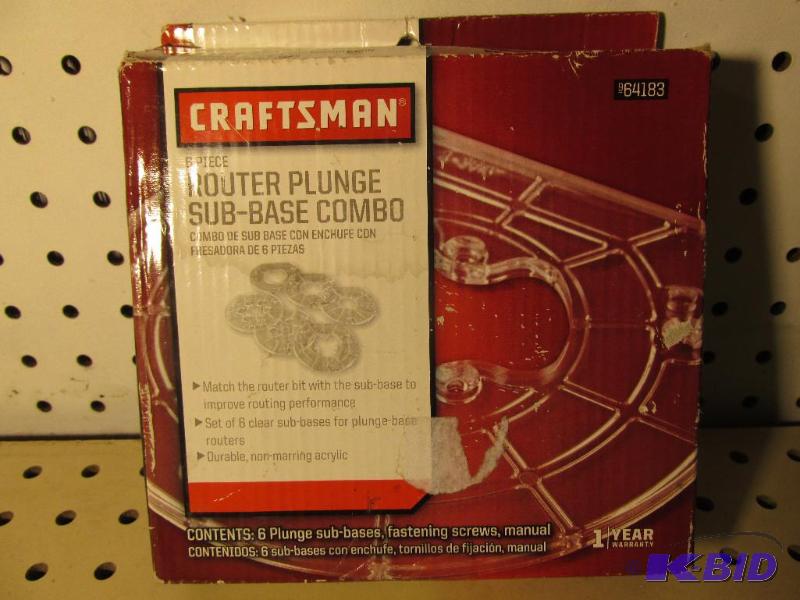 CRAFTSMAN®
964183
6 PIECE
ROUTER PLUNGE
SUB-BASE COMBO
COMBO DE SUB BASE CON ENCHUFE CON
FRESADORA DE 6 PIEZAS
▶ Match the router bit with the sub-base to
improve routing performance
▶ Set of 6 clear sub-bases for plunge-base
routers
▶ Durable, non-marring acrylic
CONTENTS: 6 Plunge sub-bases, fastening screws, manual
CONTENIDOS: 6 sub-bases con enchufe, tornillos de fijación, manual
1 YEAR
WARRANTY
K-BID